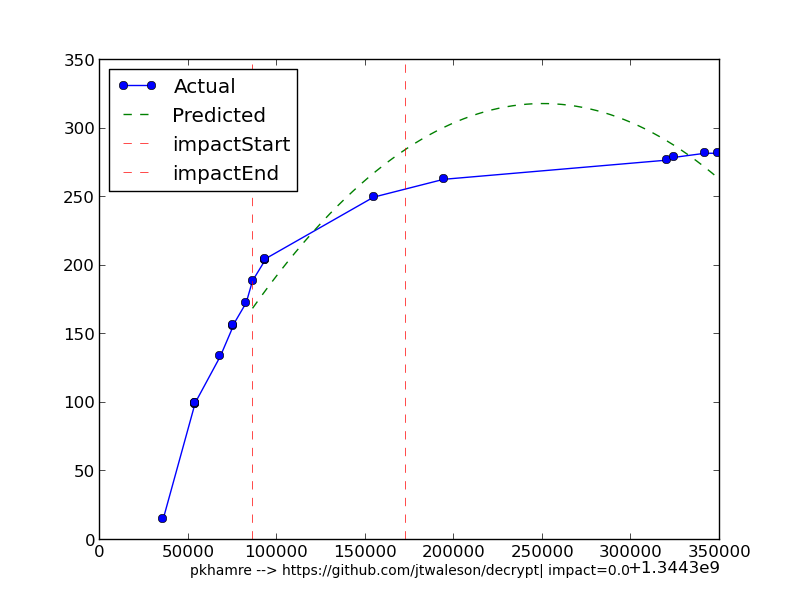 350
300
250
200
150
100
50
0
Actual
Predicted
impactStart
impactEnd
0 50000 100000 150000 200000 250000 300000 350000
+1.3443e9
pkhamre --> https://github.com/jtwaleson/decrypt| impact=0.0